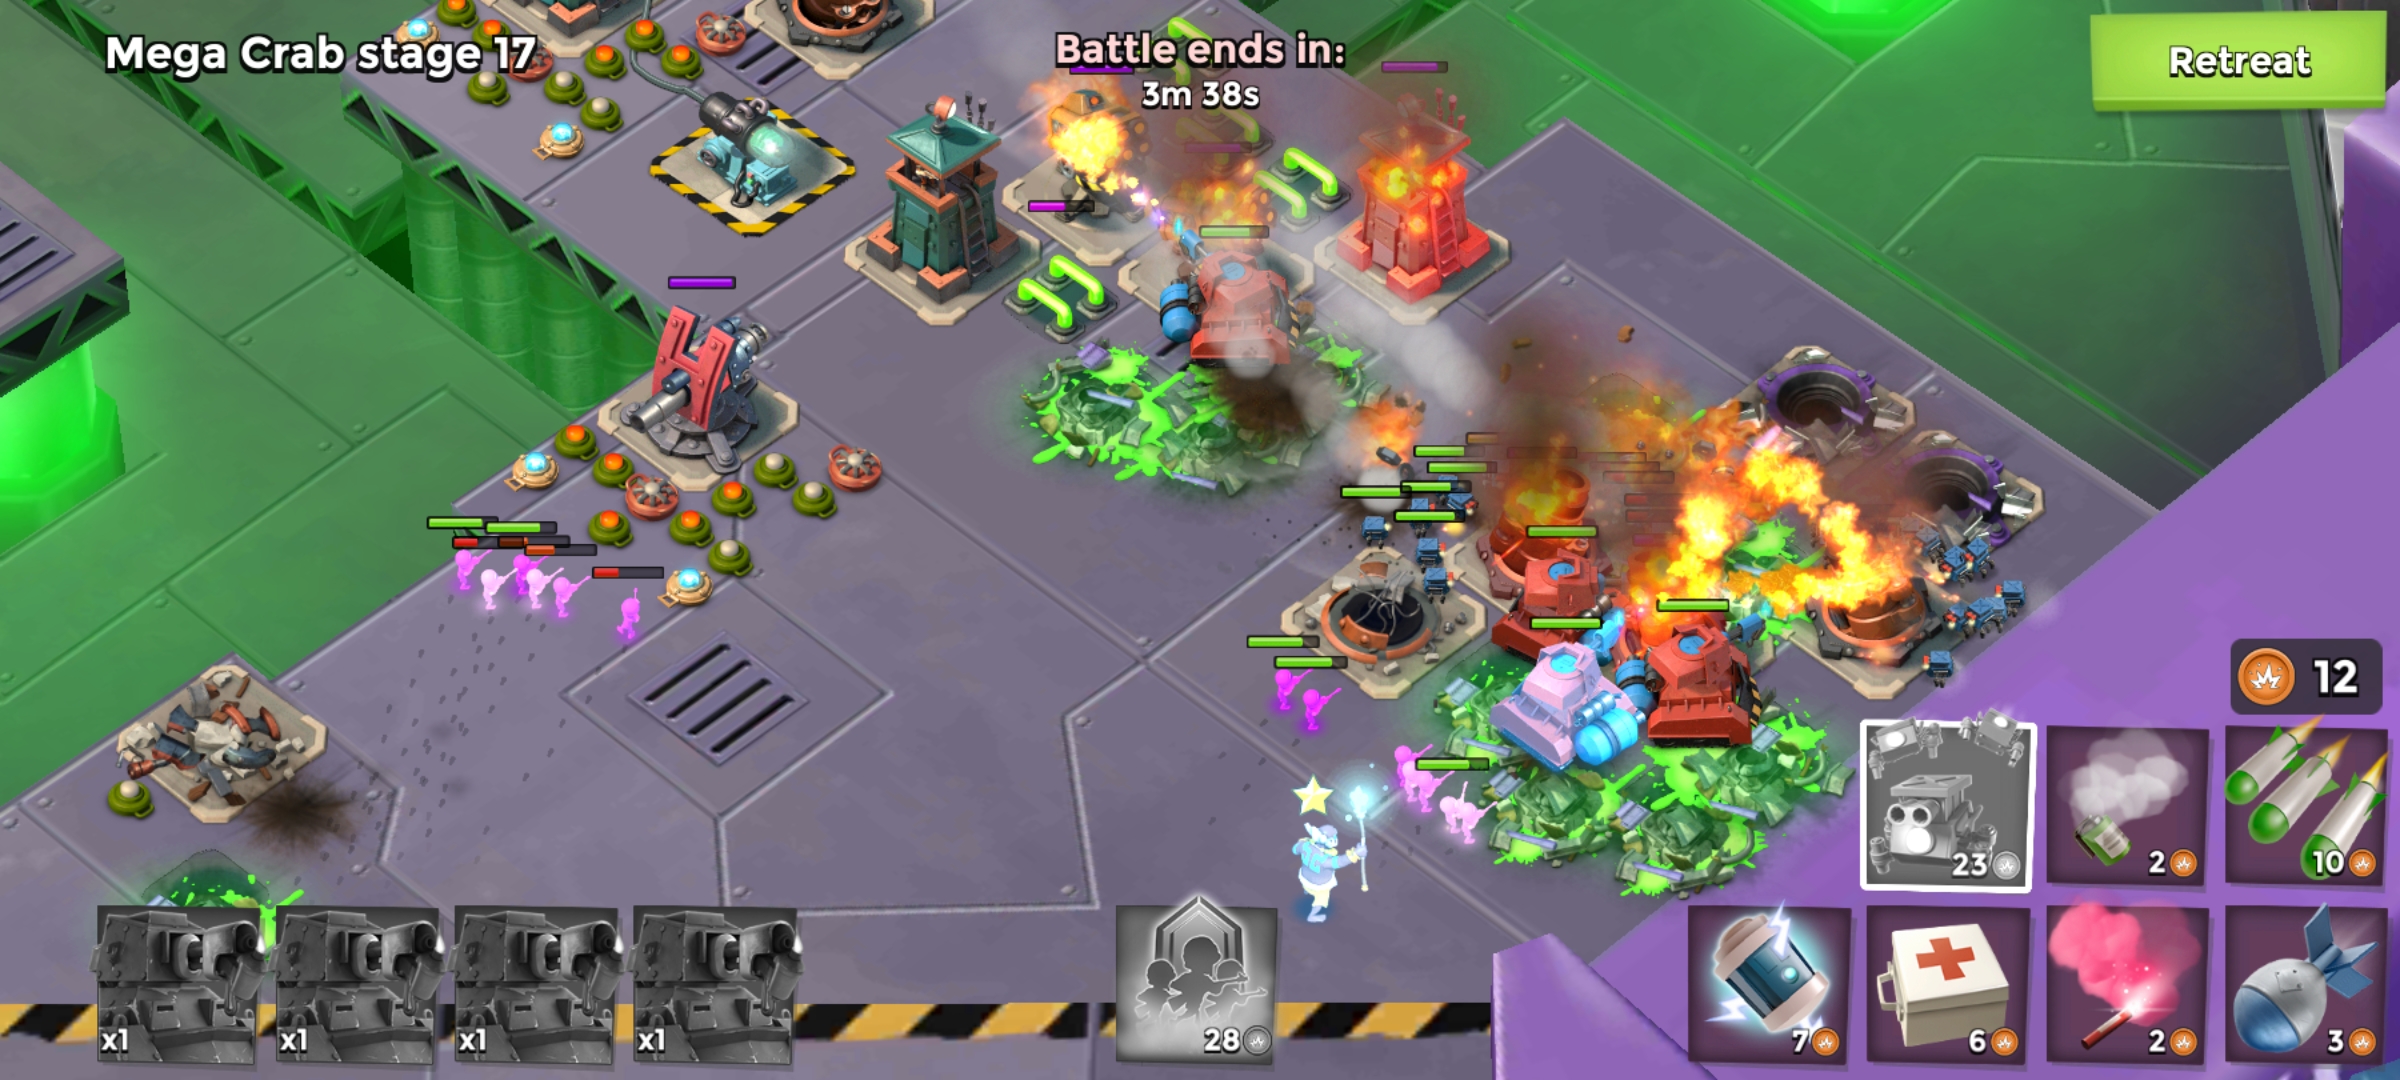 Mega Crab stage 17
Battle ends in:
3m 38s
Retreat
12
23
2
10
x1
x1
x1
x1
28
7
6
2
3